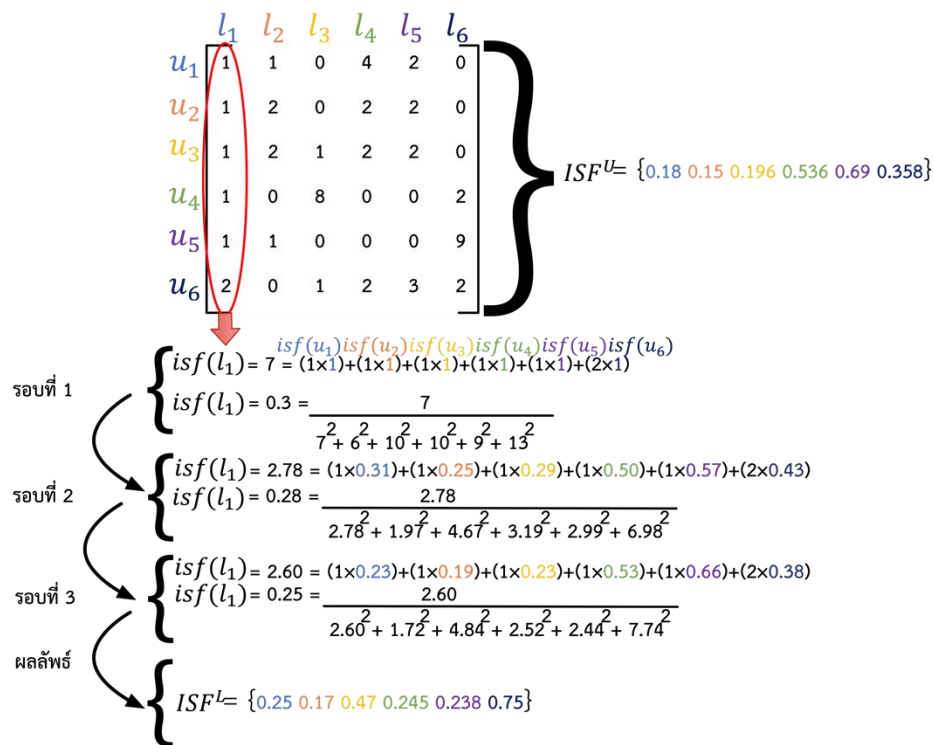 l₁ l₂ l₃ l₄ l₅ l₆
u₁ 1 1 0 4 2 0
u₂ 1 2 0 2 2 0
u₃ 1 2 1 2 2 0
u₄ 1 0 8 0 0 2
u₅ 1 1 0 0 0 9
u₆ 2 0 1 2 3 2
ISFᵁ= {0.18 0.15 0.196 0.536 0.69 0.358}
isf(u₁)isf(u₂)isf(u₃)isf(u₄)isf(u₅)isf(u₆)
รอบที่ 1
isf(l₁) = 7 = (1×1)+(1×1)+(1×1)+(1×1)+(1×1)+(2×1)
isf(l₁) = 0.3 = 7
7²+ 6²+ 10²+ 10²+ 9²+ 13²
รอบที่ 2
isf(l₁) = 2.78 = (1×0.31)+(1×0.25)+(1×0.29)+(1×0.50)+(1×0.57)+(2×0.43)
isf(l₁) = 0.28 = 2.78
2.78²+ 1.97²+ 4.67²+ 3.19²+ 2.99²+ 6.98²
รอบที่ 3
isf(l₁) = 2.60 = (1×0.23)+(1×0.19)+(1×0.23)+(1×0.53)+(1×0.66)+(2×0.38)
isf(l₁) = 0.25 = 2.60
2.60²+ 1.72²+ 4.84²+ 2.52²+ 2.44²+ 7.74²
ผลลัพธ์
ISFᴸ= {0.25 0.17 0.47 0.245 0.238 0.75}